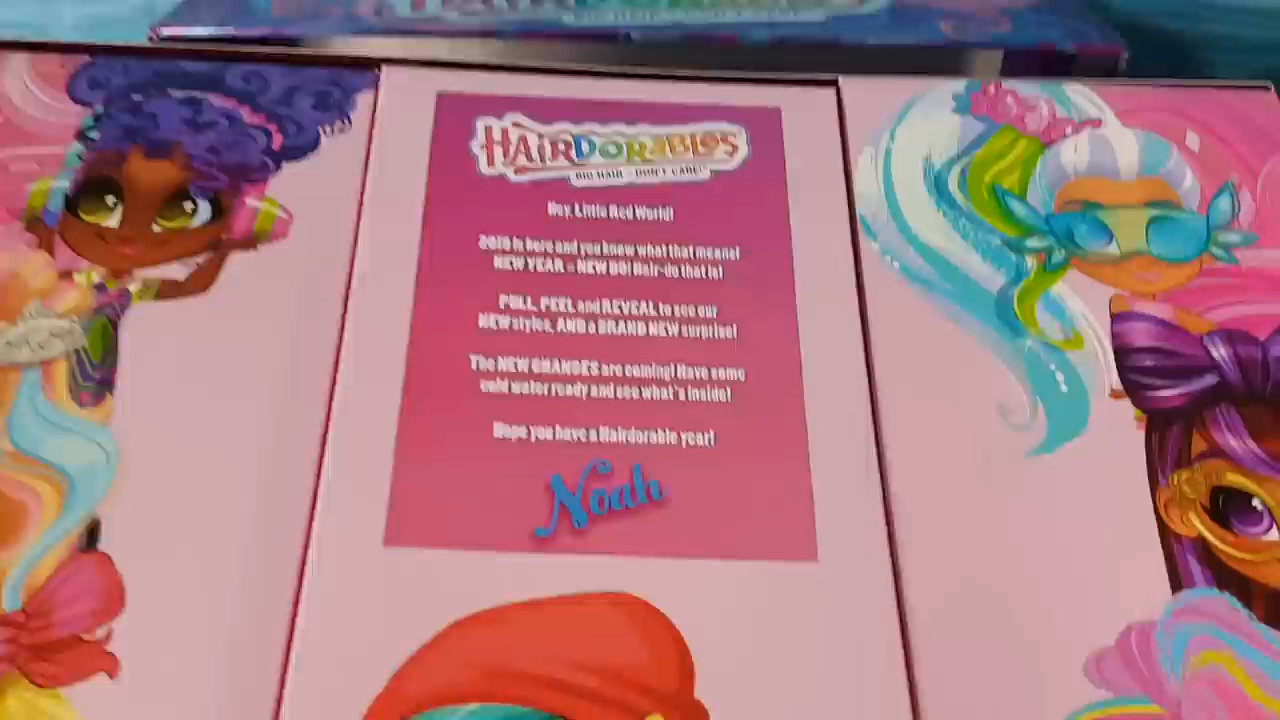 HAIRDORABLES
BIG HAIR DON'T CARE!
Hey, Little Red World!
2019 is here and you know what that means!
NEW YEAR = NEW DO! Hair-do that is!
PULL, PEEL and REVEAL to see our
NEW styles, AND a BRAND NEW surprise!
The NEW CHANGES are coming! Have some
cold water ready and see what's inside!
Hope you have a Hairdorable year!
Noah